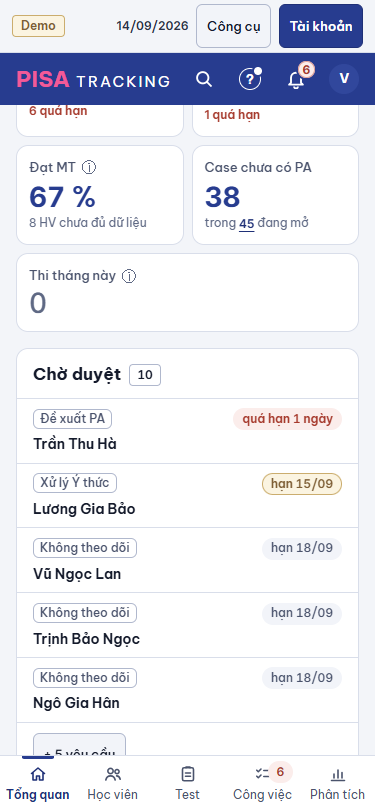 Demo
14/09/2026
Công cụ
Tài khoản
PISA TRACKING
?
6
V
6 quá hạn
1 quá hạn
Đạt MT ⓘ
67 %
8 HV chưa đủ dữ liệu
Case chưa có PA
38
trong 45 đang mở
Thi tháng này ⓘ
0
Chờ duyệt 10
Đề xuất PA
quá hạn 1 ngày
Trần Thu Hà
Xử lý Ý thức
hạn 15/09
Lương Gia Bảo
Không theo dõi
hạn 18/09
Vũ Ngọc Lan
Không theo dõi
hạn 18/09
Trịnh Bảo Ngọc
Không theo dõi
hạn 18/09
Ngô Gia Hân
+ 5 yêu cầu
6
Tổng quan
Học viên
Test
Công việc
Phân tích